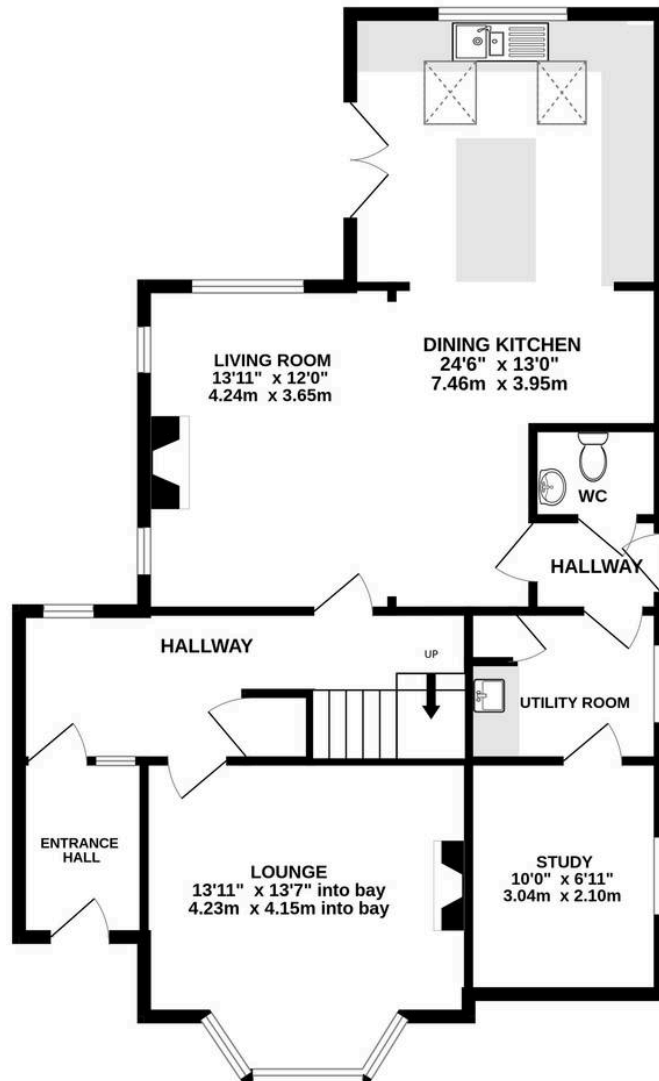 LIVING ROOM
13'11" x 12'0"
4.24m x 3.65m
DINING KITCHEN
24'6" x 13'0"
7.46m x 3.95m
WC
HALLWAY
HALLWAY
UP
UTILITY ROOM
ENTRANCE
HALL
LOUNGE
13'11" x 13'7" into bay
4.23m x 4.15m into bay
STUDY
10'0" x 6'11"
3.04m x 2.10m